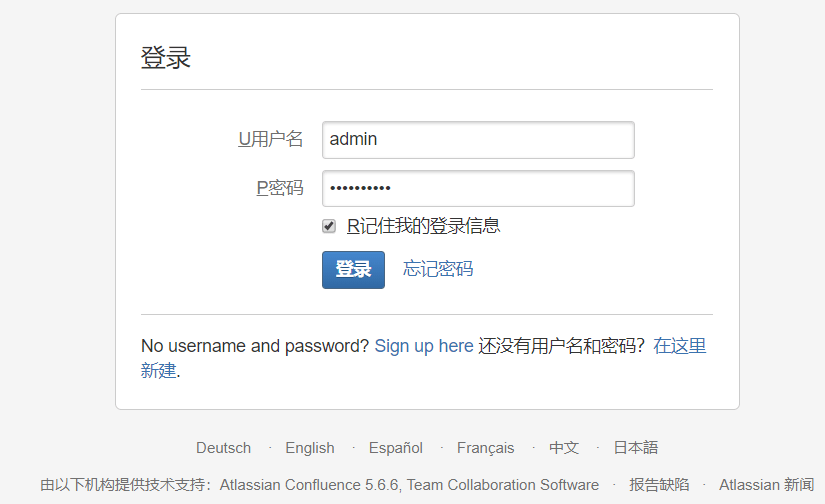 登录
U用户名 admin
P密码 ••••••••••
R记住我的登录信息
登录 忘记密码
No username and password? Sign up here 还没有用户名和密码？在这里
新建.
Deutsch · English · Español · Français · 中文 · 日本語
由以下机构提供技术支持：Atlassian Confluence 5.6.6, Team Collaboration Software · 报告缺陷 · Atlassian 新闻